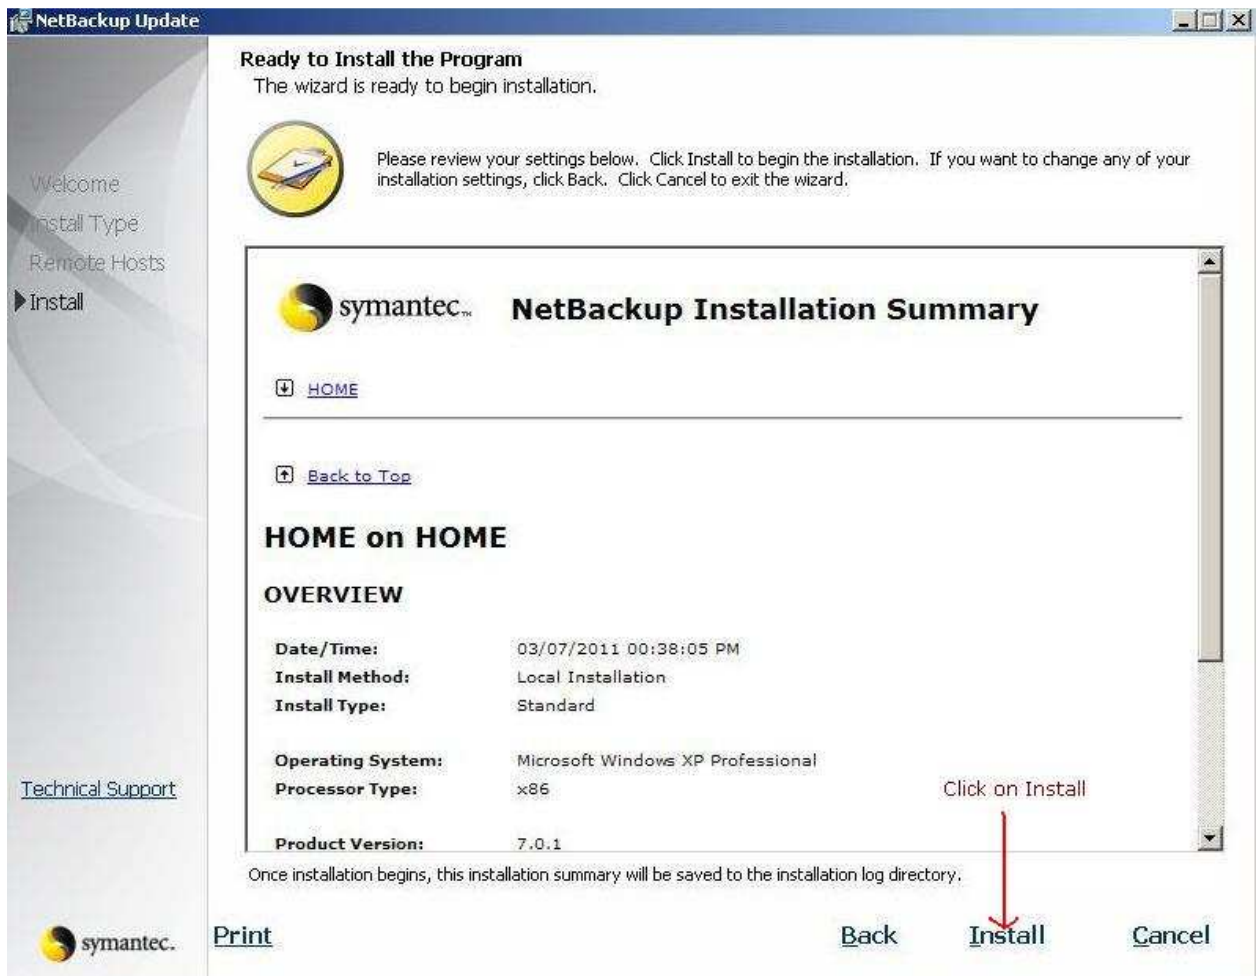 NetBackup Update
Ready to Install the Program
The wizard is ready to begin installation.
Please review your settings below. Click Install to begin the installation. If you want to change any of your
installation settings, click Back. Click Cancel to exit the wizard.
Welcome
Install Type
Remote Hosts
Install
symantec.™
NetBackup Installation Summary
HOME
Back to Top
HOME on HOME
OVERVIEW
Date/Time: 03/07/2011 00:38:05 PM
Install Method: Local Installation
Install Type: Standard
Operating System: Microsoft Windows XP Professional
Processor Type: x86
Product Version: 7.0.1
Technical Support
Click on Install
Once installation begins, this installation summary will be saved to the installation log directory.
symantec.
Print
Back
Install
Cancel